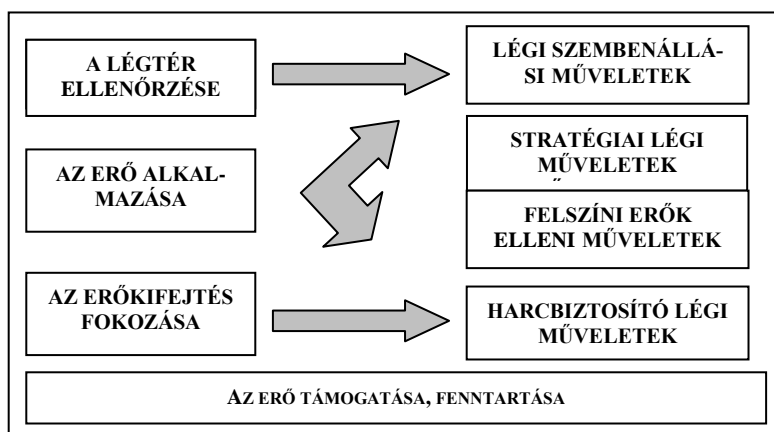 A LÉGTÉR
ELLENŐRZÉSE
LÉGI SZEMBENÁLLÁ-
SI MŰVELETEK
AZ ERŐ ALKAL-
MAZÁSA
STRATÉGIAI LÉGI
MŰVELETEK
FELSZÍNI ERŐK
ELLENI MŰVELETEK
AZ ERŐKIFEJTÉS
FOKOZÁSA
HARCBIZTOSÍTÓ LÉGI
MŰVELETEK
AZ ERŐ TÁMOGATÁSA, FENNTARTÁSA